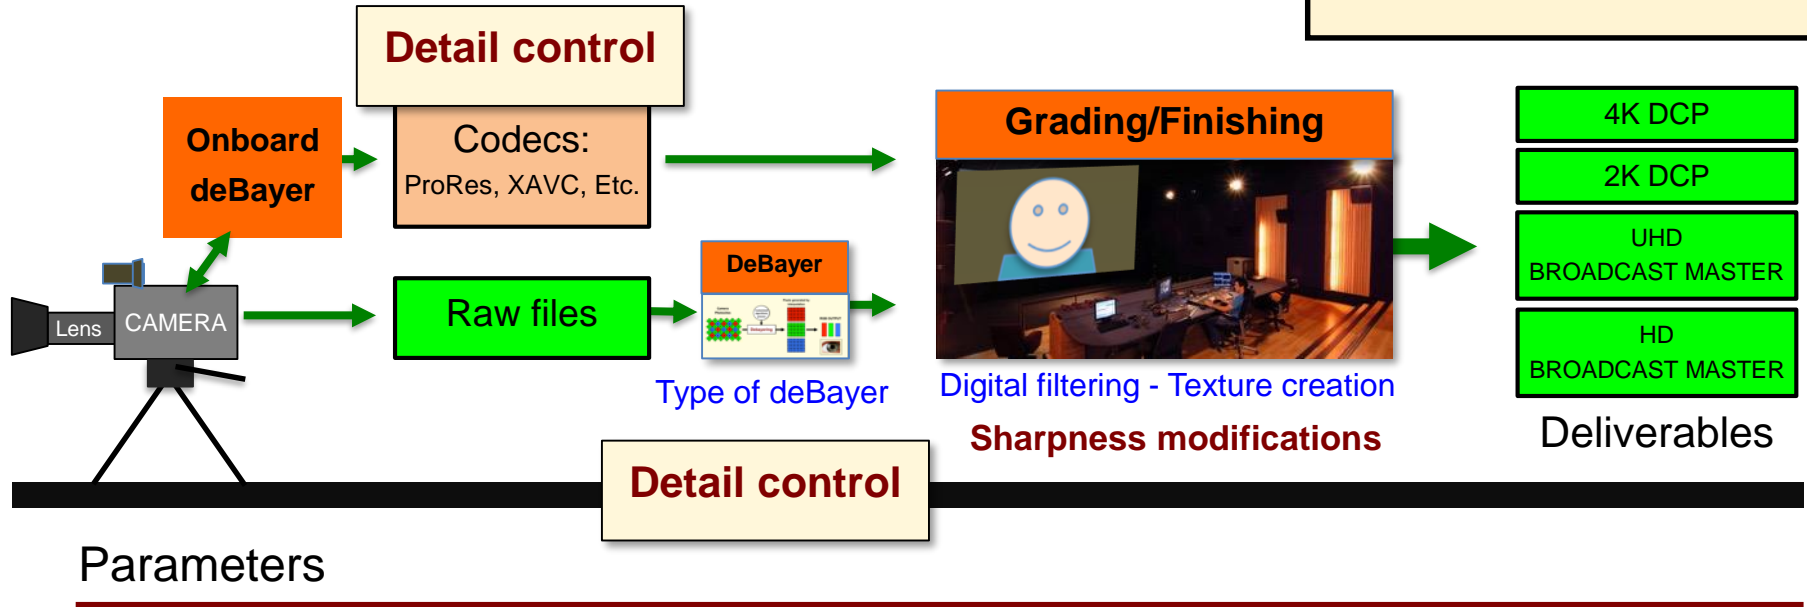 Detail control
Onboard
deBayer
Codecs:
ProRes, XAVC, Etc.
Grading/Finishing
4K DCP
2K DCP
UHD
BROADCAST MASTER
HD
BROADCAST MASTER
Deliverables
Lens
CAMERA
Raw files
DeBayer
Type of deBayer
Digital filtering - Texture creation
Sharpness modifications
Detail control
Parameters